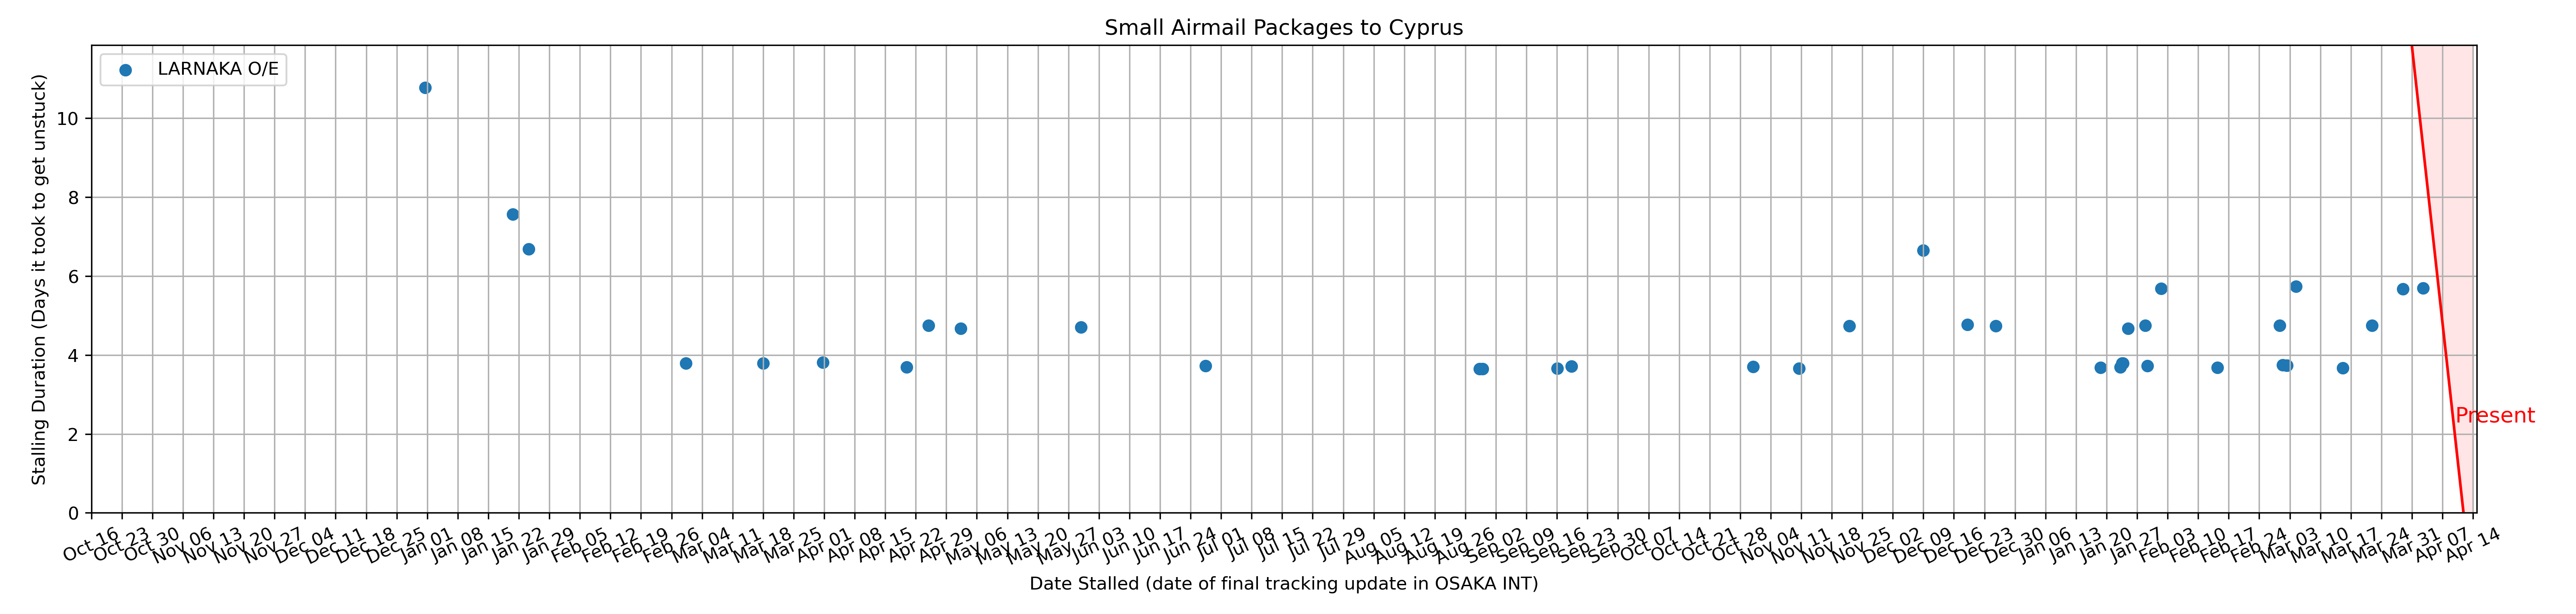 Small Airmail Packages to Cyprus
LARNAKA O/E
Stalling Duration (Days it took to get unstuck)
10
8
6
4
2
0
Present
Oct 16 Oct 23 Oct 30 Nov 06 Nov 13 Nov 20 Nov 27 Dec 04 Dec 11 Dec 18 Dec 25 Jan 01 Jan 08 Jan 15 Jan 22 Jan 29 Feb 05 Feb 12 Feb 19 Feb 26 Mar 04 Mar 11 Mar 18 Mar 25 Apr 01 Apr 08 Apr 15 Apr 22 Apr 29 May 06 May 13 May 20 May 27 Jun 03 Jun 10 Jun 17 Jun 24 Jul 01 Jul 08 Jul 15 Jul 22 Jul 29 Aug 05 Aug 12 Aug 19 Aug 26 Sep 02 Sep 09 Sep 16 Sep 23 Sep 30 Oct 07 Oct 14 Oct 21 Oct 28 Nov 04 Nov 11 Nov 18 Nov 25 Dec 02 Dec 09 Dec 16 Dec 23 Dec 30 Jan 06 Jan 13 Jan 20 Jan 27 Feb 03 Feb 10 Feb 17 Feb 24 Mar 03 Mar 10 Mar 17 Mar 24 Mar 31 Apr 07 Apr 14
Date Stalled (date of final tracking update in OSAKA INT)